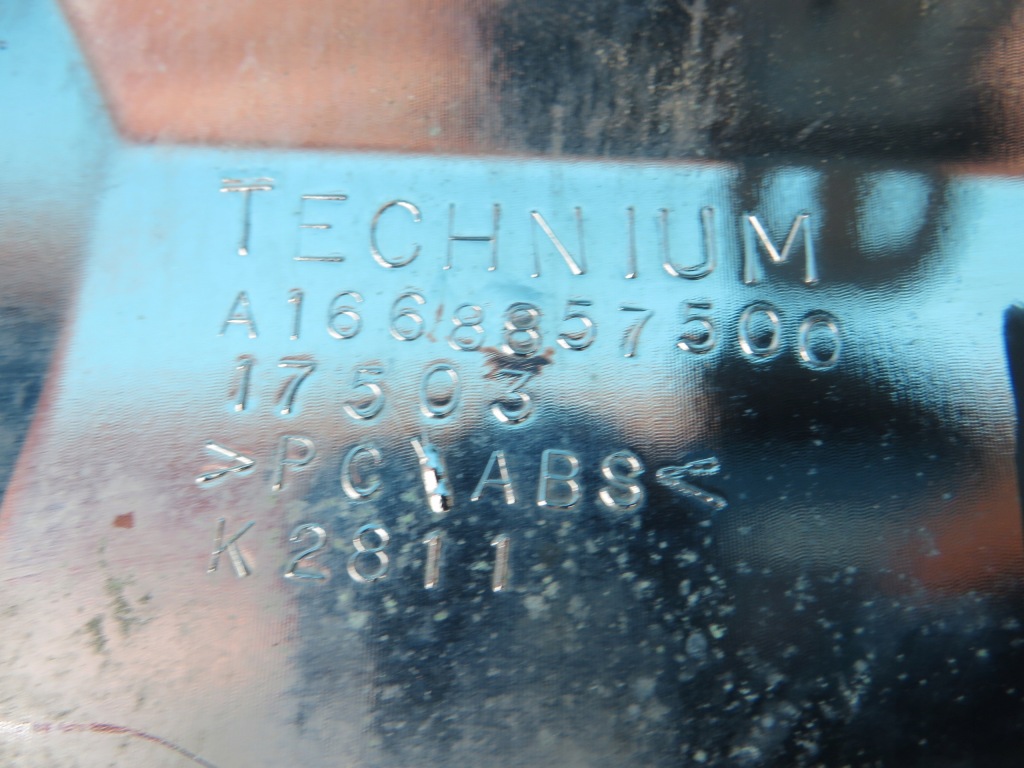 TECHNIUM
A1668857500
17503
>PC\ABS<
K2811